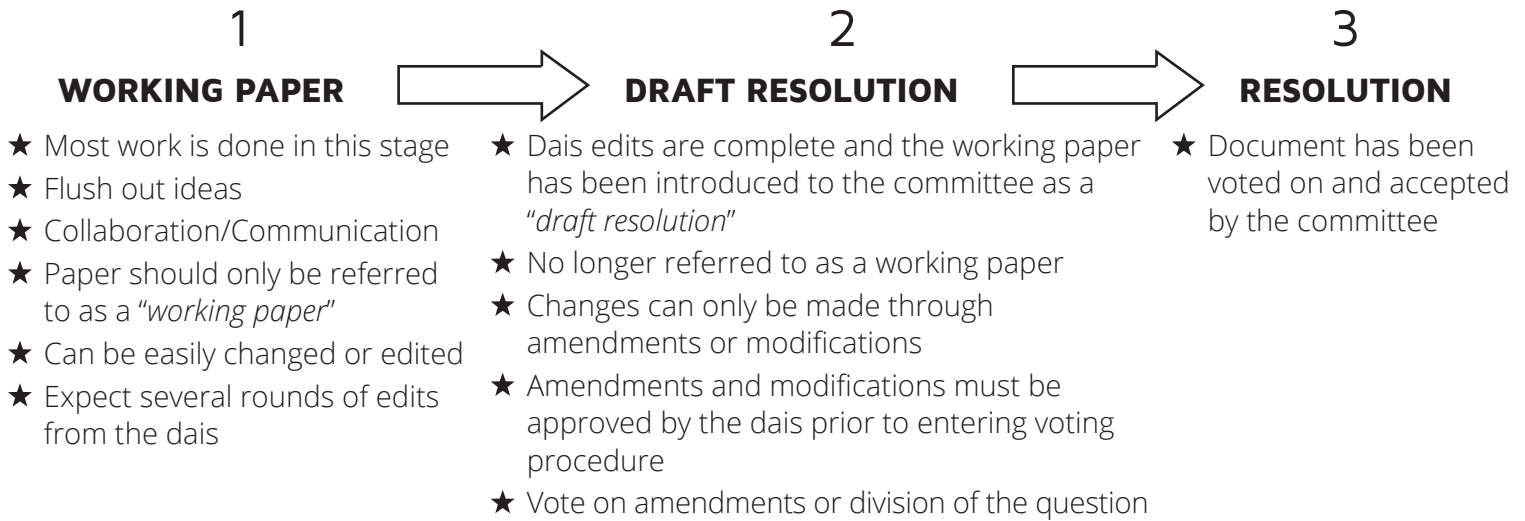 1
WORKING PAPER
★ Most work is done in this stage
★ Flush out ideas
★ Collaboration/Communication
★ Paper should only be referred
to as a “working paper”
★ Can be easily changed or edited
★ Expect several rounds of edits
from the dais
2
DRAFT RESOLUTION
★ Dais edits are complete and the working paper
has been introduced to the committee as a
“draft resolution”
★ No longer referred to as a working paper
★ Changes can only be made through
amendments or modifications
★ Amendments and modifications must be
approved by the dais prior to entering voting
procedure
★ Vote on amendments or division of the question
3
RESOLUTION
★ Document has been
voted on and accepted
by the committee